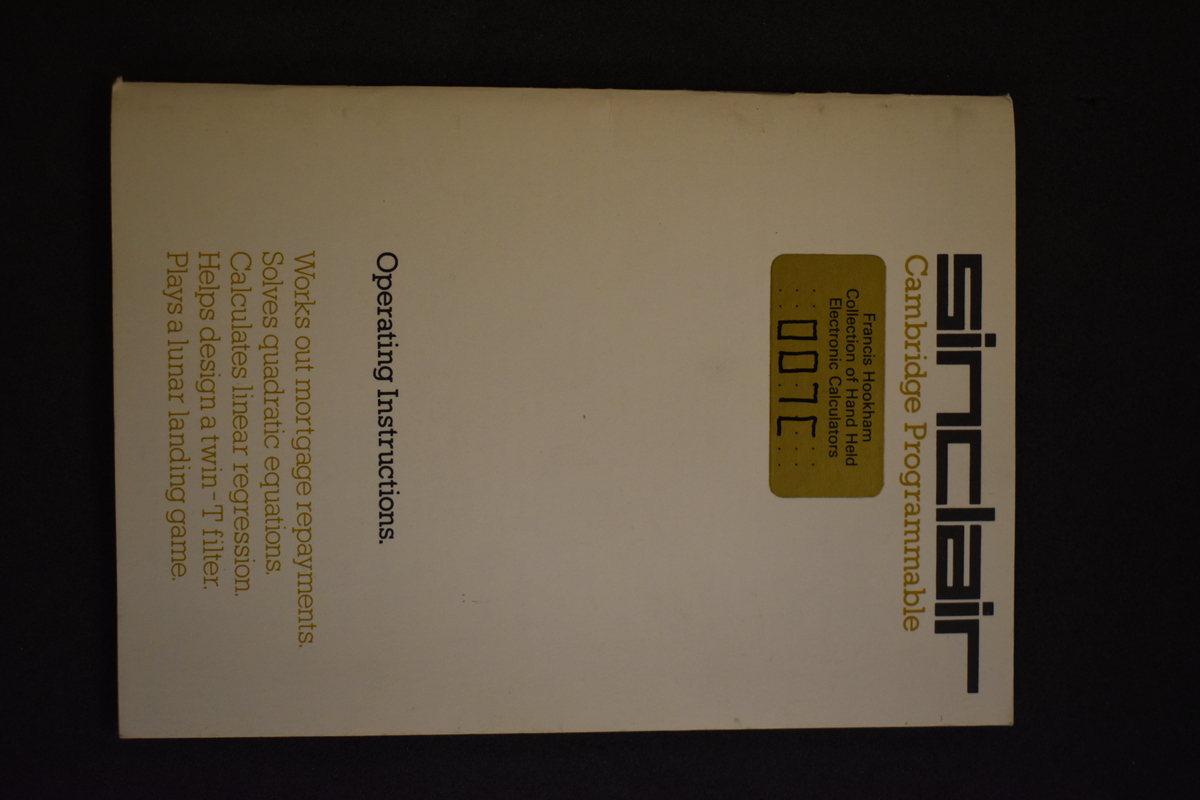 sinclair
Cambridge Programmable
Francis Hookham
Collection of Hand Held
Electronic Calculators
Operating Instructions.
Works out mortgage repayments.
Solves quadratic equations.
Calculates linear regression.
Helps design a twin-T filter.
Plays a lunar landing game.